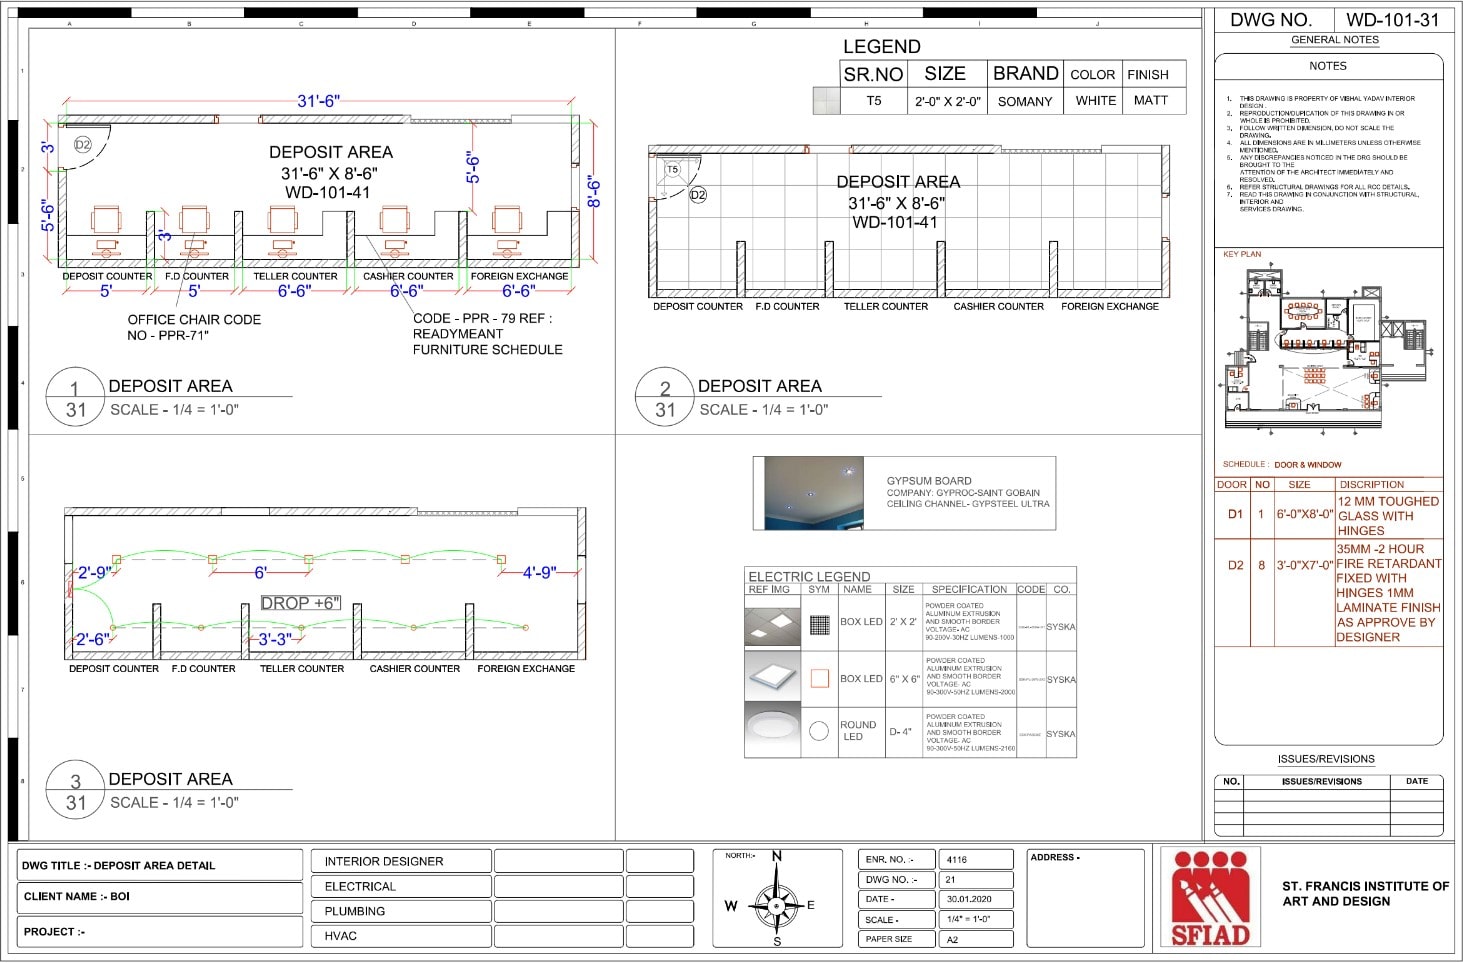 A B C D E F G H I J
1
2
3
4
5
6
7
8
31'-6"
D2
3'
5'-6"
5'-6"
8'-6"
3'
DEPOSIT AREA
31'-6" X 8'-6"
WD-101-41
DEPOSIT COUNTER F.D COUNTER TELLER COUNTER CASHIER COUNTER FOREIGN EXCHANGE
5' 5' 6'-6" 6'-6" 6'-6"
OFFICE CHAIR CODE
NO - PPR-71"
CODE - PPR - 79 REF :
READYMEANT
FURNITURE SCHEDULE
1
31
DEPOSIT AREA
SCALE - 1/4 = 1'-0"
LEGEND
SR.NO SIZE BRAND COLOR FINISH
T5 2'-0" X 2'-0" SOMANY WHITE MATT
T5
D2
DEPOSIT AREA
31'-6" X 8'-6"
WD-101-41
DEPOSIT COUNTER F.D COUNTER TELLER COUNTER CASHIER COUNTER FOREIGN EXCHANGE
2
31
DEPOSIT AREA
SCALE - 1/4 = 1'-0"
2'-9" 6' 4'-9"
DROP +6"
2'-6" 3'-3"
DEPOSIT COUNTER F.D COUNTER TELLER COUNTER CASHIER COUNTER FOREIGN EXCHANGE
3
31
DEPOSIT AREA
SCALE - 1/4 = 1'-0"
GYPSUM BOARD
COMPANY: GYPROC-SAINT GOBAIN
CEILING CHANNEL- GYPSTEEL ULTRA
ELECTRIC LEGEND
REF IMG SYM NAME SIZE SPECIFICATION CODE CO.
BOX LED 2' X 2' POWDER COATED
ALUMINUM EXTRUSION
AND SMOOTH BORDER
VOLTAGE- AC
90-200V-30HZ LUMENS-1000
SYSKA
BOX LED 6" X 6" POWDER COATED
ALUMINUM EXTRUSION
AND SMOOTH BORDER
VOLTAGE- AC
90-300V-50HZ LUMENS-2000
SYSKA
ROUND
LED
D- 4"
POWDER COATED
ALUMINUM EXTRUSION
AND SMOOTH BORDER
VOLTAGE- AC
90-300V-50HZ LUMENS-2160
SYSKA
DWG NO. WD-101-31
GENERAL NOTES
NOTES
1. THIS DRAWING IS PROPERTY OF VISHAL YADAV INTERIOR
DESIGN .
2. REPRODUCTION/DUPICATION OF THIS DRAWING IN OR
WHOLE IS PROHIBITED.
3. FOLLOW WRITTEN DIMENSION, DO NOT SCALE THE
DRAWING.
4. ALL DIMENSIONS ARE IN MILLIMETERS UNLESS OTHERWISE
MENTIONED.
5. ANY DISCREPANCIES NOTICED IN THE DRG SHOULD BE
BROUGHT TO THE
ATTENTION OF THE ARCHITECT IMMEDIATELY AND
RESOLVED.
6. REFER STRUCTURAL DRAWINGS FOR ALL RCC DETAILS.
7. READ THIS DRAWING IN CONJUNCTION WITH STRUCTURAL,
INTERIOR AND
SERVICES DRAWING.
KEY PLAN
SCHEDULE : DOOR & WINDOW
DOOR NO SIZE DISCRIPTION
D1 1 6'-0"X8'-0" 12 MM TOUGHED
GLASS WITH
HINGES
D2 8 3'-0"X7'-0" 35MM -2 HOUR
FIRE RETARDANT
FIXED WITH
HINGES 1MM
LAMINATE FINISH
AS APPROVE BY
DESIGNER
ISSUES/REVISIONS
NO. ISSUES/REVISIONS DATE
DWG TITLE :- DEPOSIT AREA DETAIL
CLIENT NAME :- BOI
PROJECT :-
INTERIOR DESIGNER
ELECTRICAL
PLUMBING
HVAC
NORTH:-
N
W E
S
ENR. NO, :- 4116
DWG NO. :- 21
DATE - 30.01.2020
SCALE - 1/4" = 1'-0"
PAPER SIZE A2
ADDRESS -
SFIAD
ST. FRANCIS INSTITUTE OF
ART AND DESIGN